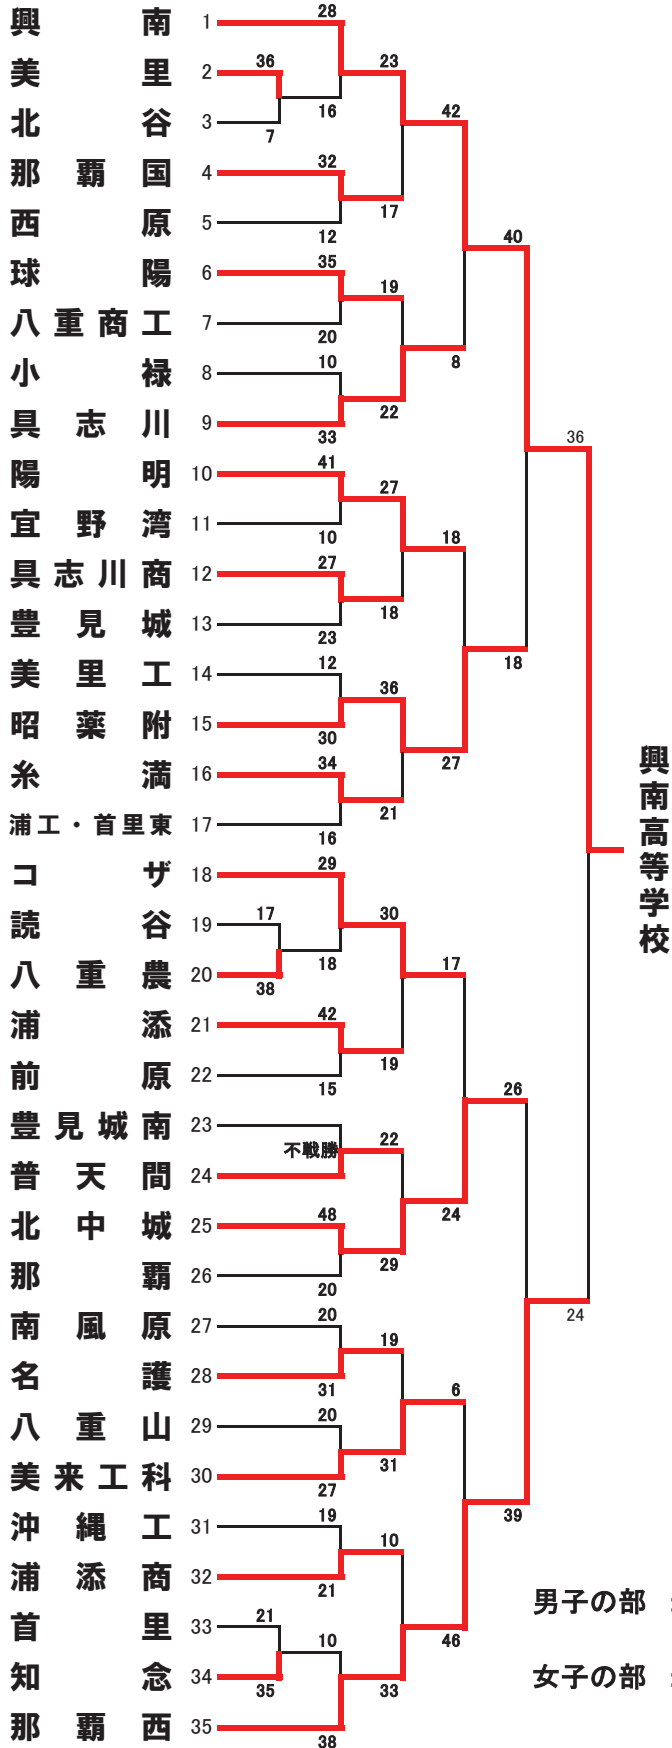 28
興南 1
36 23
美里 2
16 42
北谷 3
7
32
那覇国 4
17
西原 5
12 40
35
球陽 6
19
八重商工 7
20
10 8
小禄 8
22
具志川 9
33 36
41
陽明 10
27
宜野湾 11
10 18
27
具志川商 12
18
豊見城 13
23
12 18
美里工 14
36
昭薬附 15
30
34 27
糸満 16
21
浦工・首里東 17
16
興南高等学校
29
コザ 18
17 30
読谷 19
18 17
八重農 20
38
42
浦添 21
19
前原 22
15 26
豊見城南 23
不戦勝 22
普天間 24
48 24
北中城 25
29
那覇 26
20
20 24
南風原 27
19
名護 28
31 6
20
八重山 29
31
美来工科 30
27
19 39
沖縄工 31
10
浦添商 32
21
男子の部
21 10
首里 33
46
知念 34
35 33
女子の部
那覇西 35
38